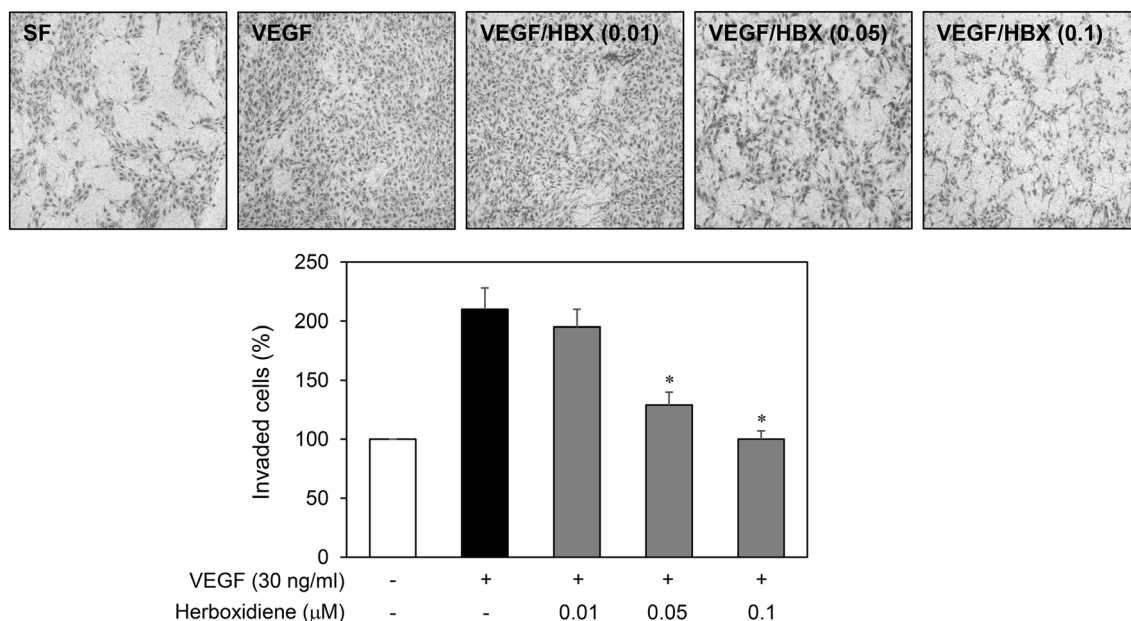 SF VEGF VEGF/HBX (0.01) VEGF/HBX (0.05) VEGF/HBX (0.1)
250
200
150
100
50
0
Invaded cells (%)
*
*
VEGF (30 ng/ml) - + + + +
Herboxidiene (μM) - - 0.01 0.05 0.1